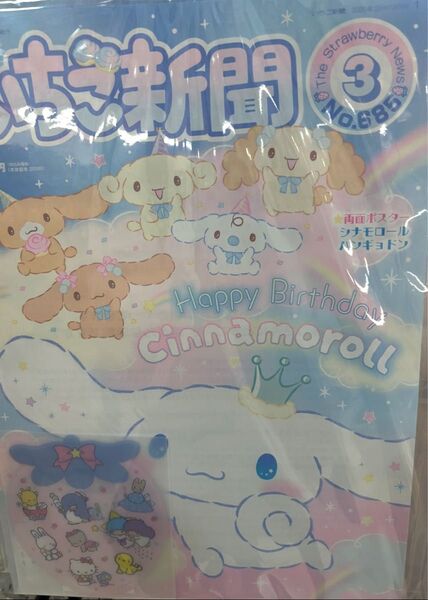 いちご新聞
The Strawberry News
3
No.685
両面ポスター
シナモロール
ハンギョドン
Happy Birthday
Cinnamoroll